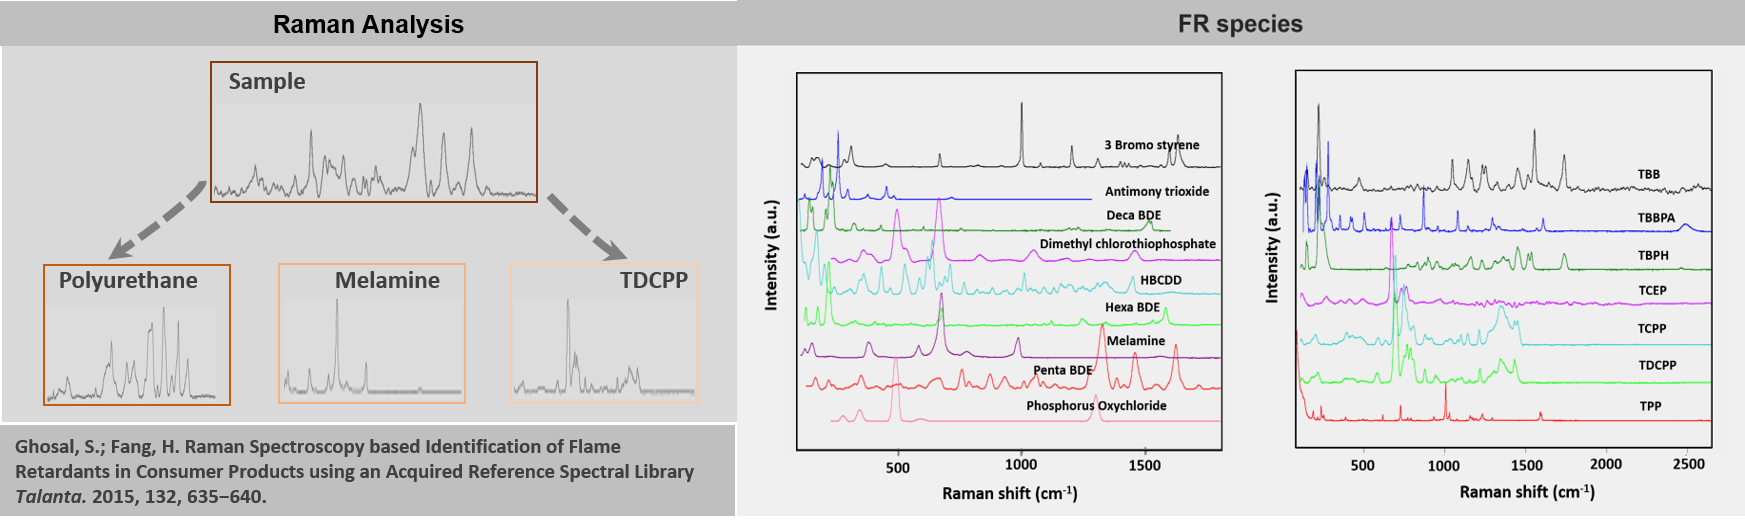 Raman Analysis
Sample
Polyurethane
Melamine
TDCPP
Ghosal, S.; Fang, H. Raman Spectroscopy based Identification of Flame
Retardants in Consumer Products using an Acquired Reference Spectral Library
Talanta. 2015, 132, 635–640.
FR species
Intensity (a.u.)
3 Bromo styrene
Antimony trioxide
Deca BDE
Dimethyl chlorothiophosphate
HBCDD
Hexa BDE
Melamine
Penta BDE
Phosphorus Oxychloride
500 1000 1500
Raman shift (cm-1)
Intensity (a.u.)
TBB
TBBPA
TBPH
TCEP
TCPP
TDCPP
TPP
500 1000 1500 2000 2500
Raman shift (cm-1)